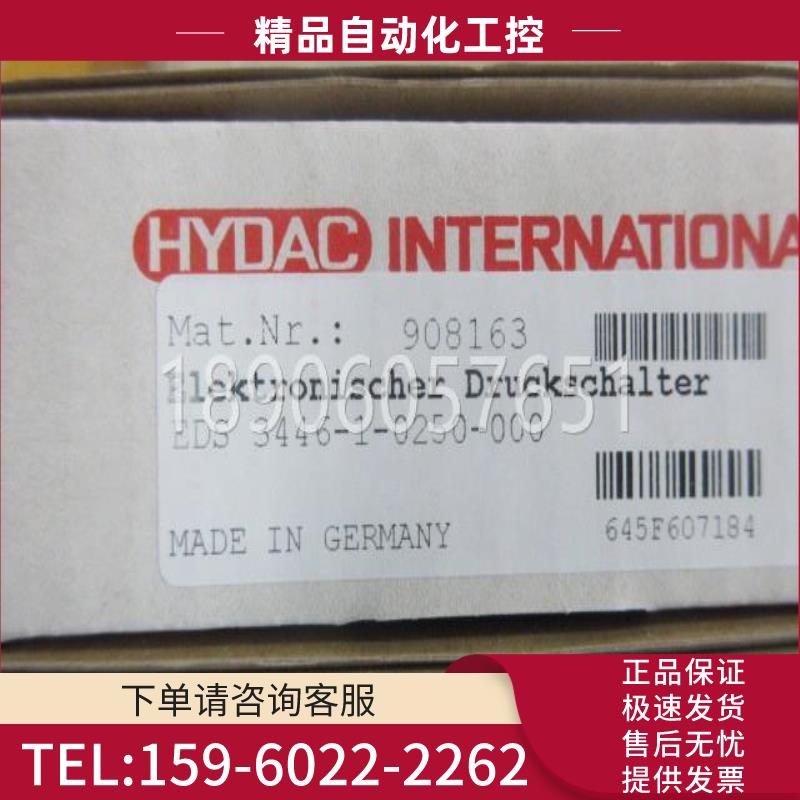 精品自动化工控
HYDAC INTERNATIONA
Mat.Nr.: 908163
18906057651
Elektronischer Druckschalter
EDS 3446-1-0250-000
MADE IN GERMANY
645F607184
下单请咨询客服
TEL:159-6022-2262
正品保证
极速发货
售后无忧
提供发票